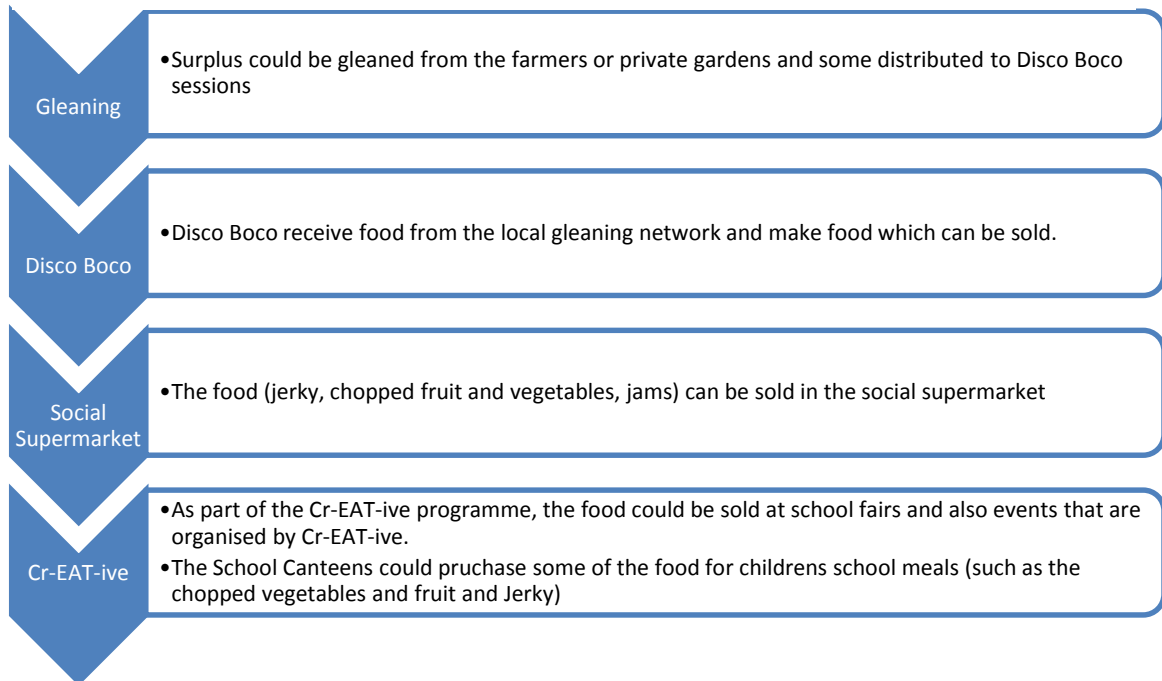 Gleaning
•Surplus could be gleaned from the farmers or private gardens and some distributed to Disco Boco
sessions
Disco Boco
•Disco Boco receive food from the local gleaning network and make food which can be sold.
Social
Supermarket
•The food (jerky, chopped fruit and vegetables, jams) can be sold in the social supermarket
Cr-EAT-ive
•As part of the Cr-EAT-ive programme, the food could be sold at school fairs and also events that are
organised by Cr-EAT-ive.
•The School Canteens could pruchase some of the food for childrens school meals (such as the
chopped vegetables and fruit and Jerky)